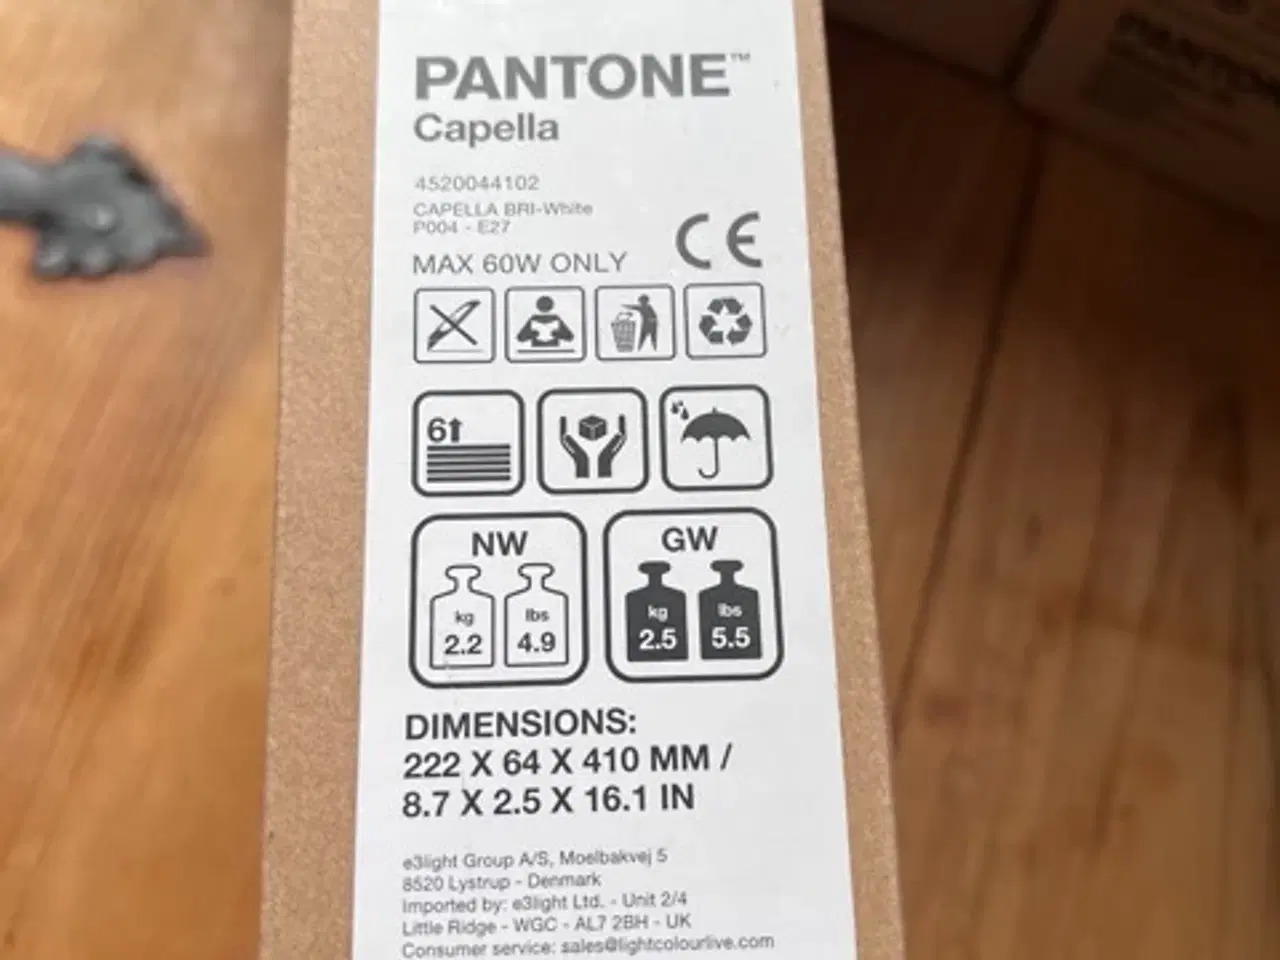 PANTONE™
Capella
4520044102
CAPELLA BRI-White
P004 - E27
CE
MAX 60W ONLY
6
NW
kg
2.2
lbs
4.9
GW
kg
2.5
lbs
5.5
DIMENSIONS:
222 X 64 X 410 MM /
8.7 X 2.5 X 16.1 IN
e3light Group A/S, Moelbakvej 5
8520 Lystrup - Denmark
Imported by: e3light Ltd. - Unit 2/4
Little Ridge - WGC - AL7 2BH - UK
Consumer service: sales@lightcolourlive.com
PANTONE